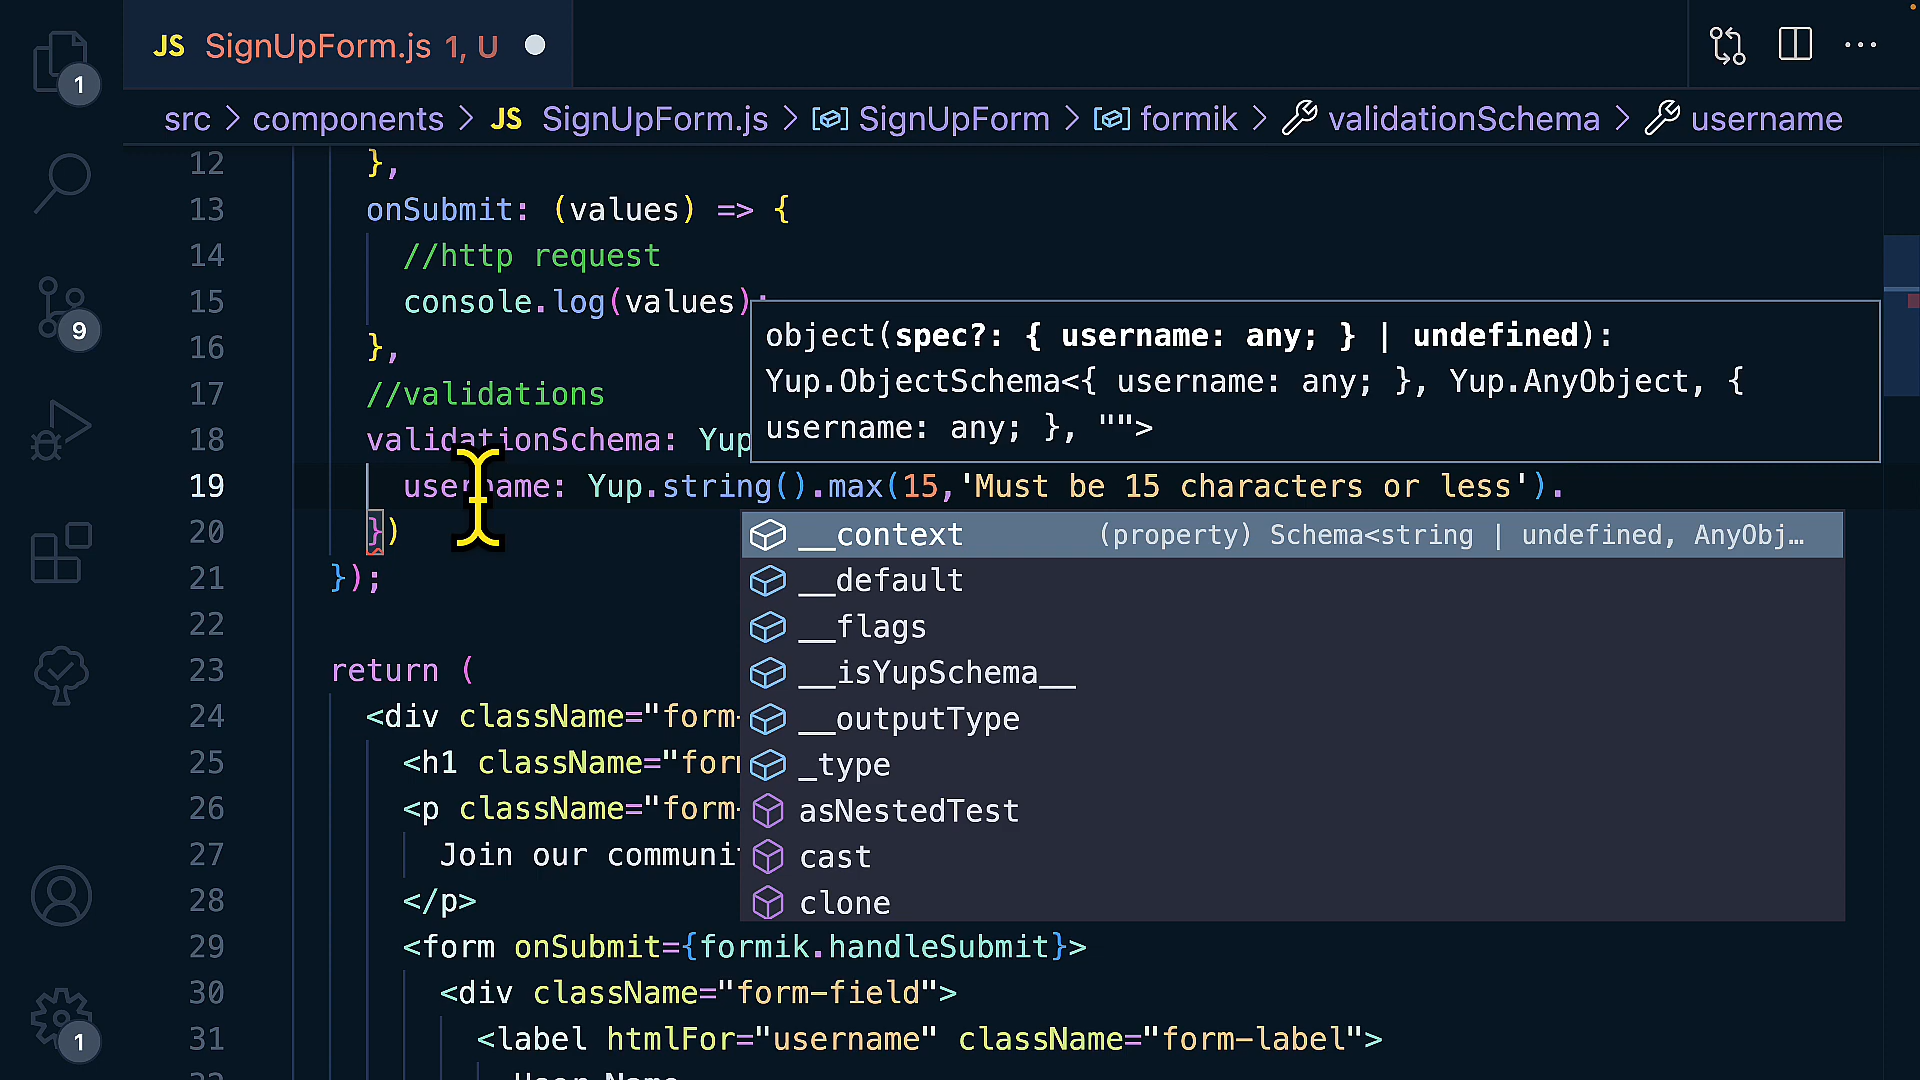 JS SignUpForm.js 1, U
src > components > JS SignUpForm.js > SignUpForm > formik > validationSchema > username
1
12 },
13 onSubmit: (values) => {
14 //http request
15 console.log(values);
9
object(spec?: { username: any; } | undefined):
16 },
Yup.ObjectSchema<{ username: any; }, Yup.AnyObject, {
17 //validations
username: any; }, "">
18 validationSchema: Yup
19 username: Yup.string().max(15,'Must be 15 characters or less').
20 })
__context (property) Schema<string | undefined, AnyObj…
21 });
__default
22
__flags
23 return (
__isYupSchema__
24 <div className="form-
__outputType
25 <h1 className="for
_type
26 <p className="form-
asNestedTest
27 Join our communi
cast
28 </p>
clone
29 <form onSubmit={formik.handleSubmit}>
30 <div className="form-field">
31 <label htmlFor="username" className="form-label">
1